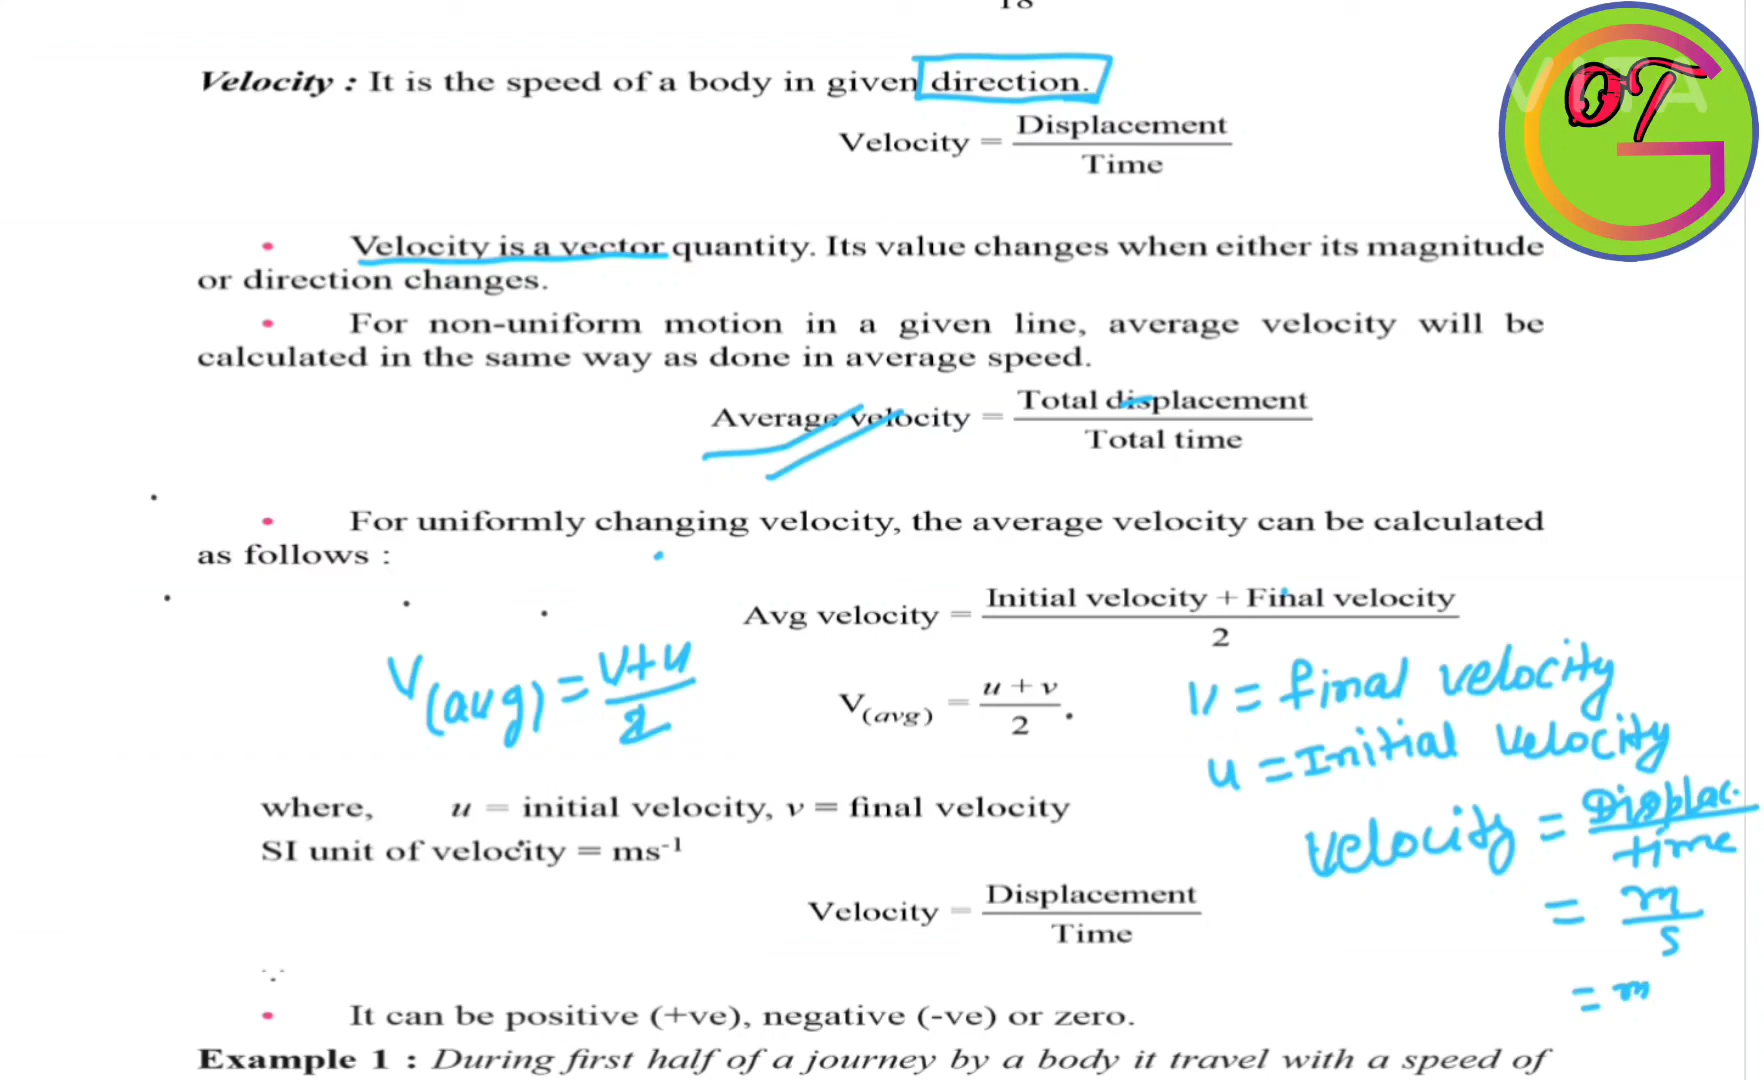 Velocity : It is the speed of a body in given direction.
Velocity = Displacement
Time
• Velocity is a vector quantity. Its value changes when either its magnitude
or direction changes.
• For non-uniform motion in a given line, average velocity will be
calculated in the same way as done in average speed.
Average velocity = Total displacement
Total time
• For uniformly changing velocity, the average velocity can be calculated
as follows :
Avg velocity = Initial velocity + Final velocity
2
V(avg) = v+u
2
V(avg) = u + v
2 .
v = final velocity
u = Initial velocity
where, u = initial velocity, v = final velocity
SI unit of velocity = ms⁻¹
velocity = Displac.
time
= m
s
= m
Velocity = Displacement
Time
• It can be positive (+ve), negative (-ve) or zero.
Example 1 : During first half of a journey by a body it travel with a speed of
VITA
OTG